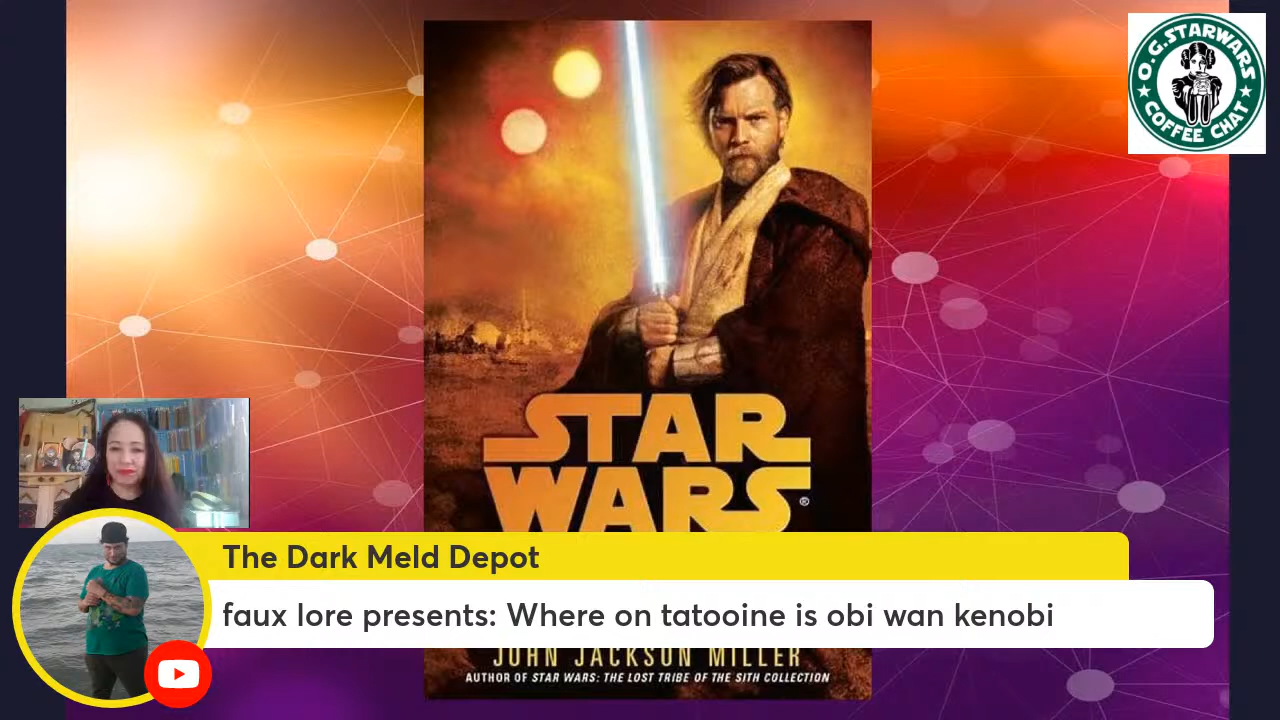 O.G.STARWARS
COFFEE CHAT
STAR
WARS®
The Dark Meld Depot
faux lore presents: Where on tatooine is obi wan kenobi
JOHN JACKSON MILLER
AUTHOR OF STAR WARS: THE LOST TRIBE OF THE SITH COLLECTION